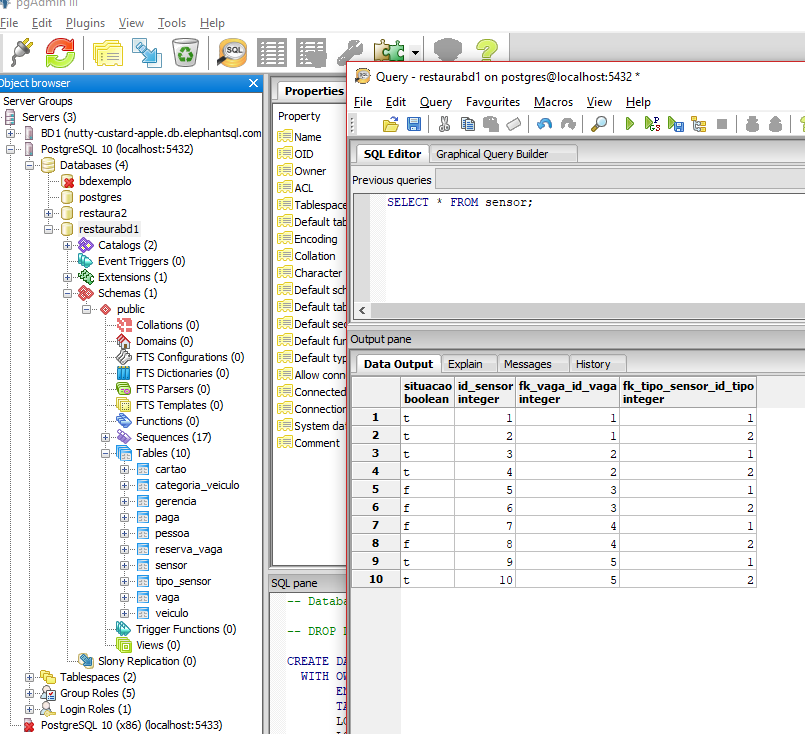 pgAdmin III
File Edit Plugins View Tools Help
SQL
Object browser
Server Groups
Servers (3)
BD1 (nutty-custard-apple.db.elephantsql.com
PostgreSQL 10 (localhost:5432)
Databases (4)
bdexemplo
postgres
restaura2
restaurabd1
Catalogs (2)
Event Triggers (0)
Extensions (1)
Schemas (1)
public
Collations (0)
Domains (0)
FTS Configurations (0)
FTS Dictionaries (0)
FTS Parsers (0)
FTS Templates (0)
Functions (0)
Sequences (17)
Tables (10)
cartao
categoria_veiculo
gerencia
paga
pessoa
reserva_vaga
sensor
tipo_sensor
vaga
veiculo
Trigger Functions (0)
Views (0)
Slony Replication (0)
Tablespaces (2)
Group Roles (5)
Login Roles (1)
PostgreSQL 10 (x86) (localhost:5433)
Properties
Property
Name
OID
Owner
ACL
Tablespace
Default tab
Encoding
Collation
Character
Default sch
Default tab
Default sec
Default fun
Default typ
Allow conn
Connected
Connection
System da
Comment
SQL pane
-- Databa
-- DROP
CREATE DA
WITH OW
Query - restaurabd1 on postgres@localhost:5432 *
File Edit Query Favourites Macros View Help
SQL Editor Graphical Query Builder
Previous queries
SELECT * FROM sensor;
Output pane
Data Output Explain Messages History
situacao id_sensor fk_vaga_id_vaga fk_tipo_sensor_id_tipo
boolean integer integer integer
1 t 1 1 1
2 t 2 1 2
3 t 3 2 1
4 t 4 2 2
5 f 5 3 1
6 f 6 3 2
7 f 7 4 1
8 f 8 4 2
9 t 9 5 1
10 t 10 5 2